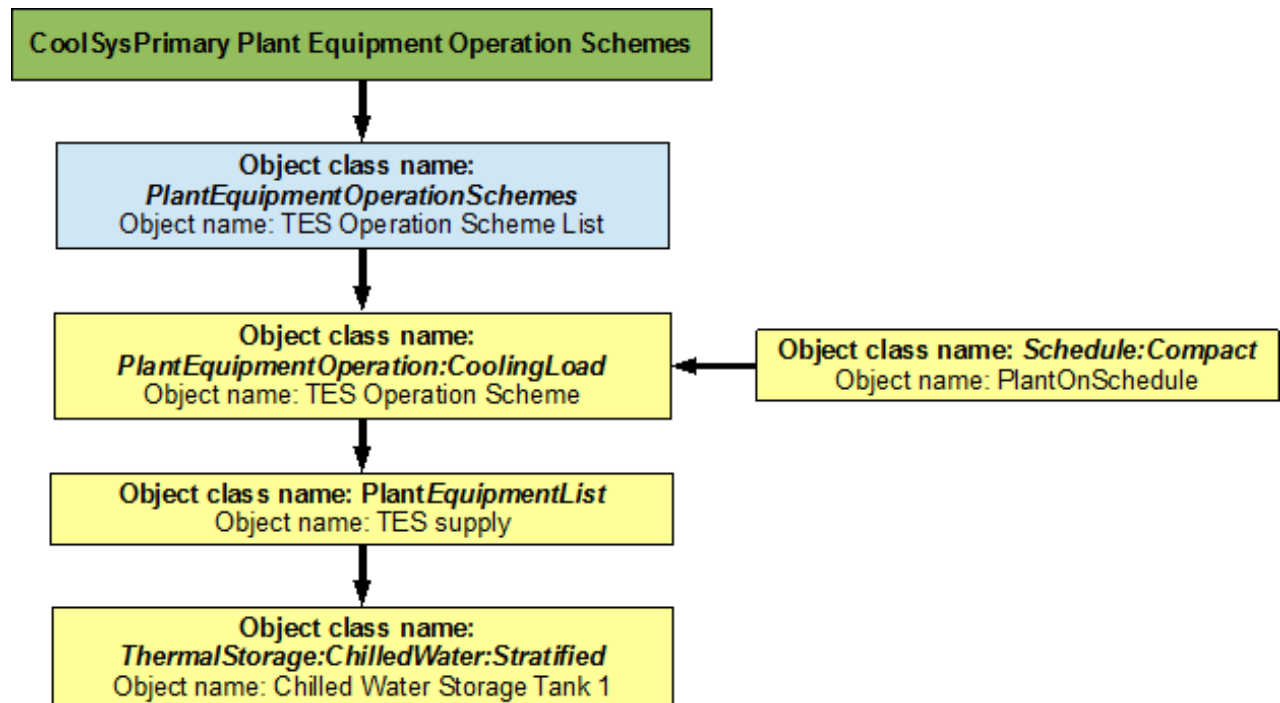 CoolSysPrimary Plant Equipment Operation Schemes
Object class name:
PlantEquipmentOperationSchemes
Object name: TES Operation Scheme List
Object class name:
PlantEquipmentOperation:CoolingLoad
Object name: TES Operation Scheme
Object class name: Schedule:Compact
Object name: PlantOnSchedule
Object class name: PlantEquipmentList
Object name: TES supply
Object class name:
ThermalStorage:ChilledWater:Stratified
Object name: Chilled Water Storage Tank 1